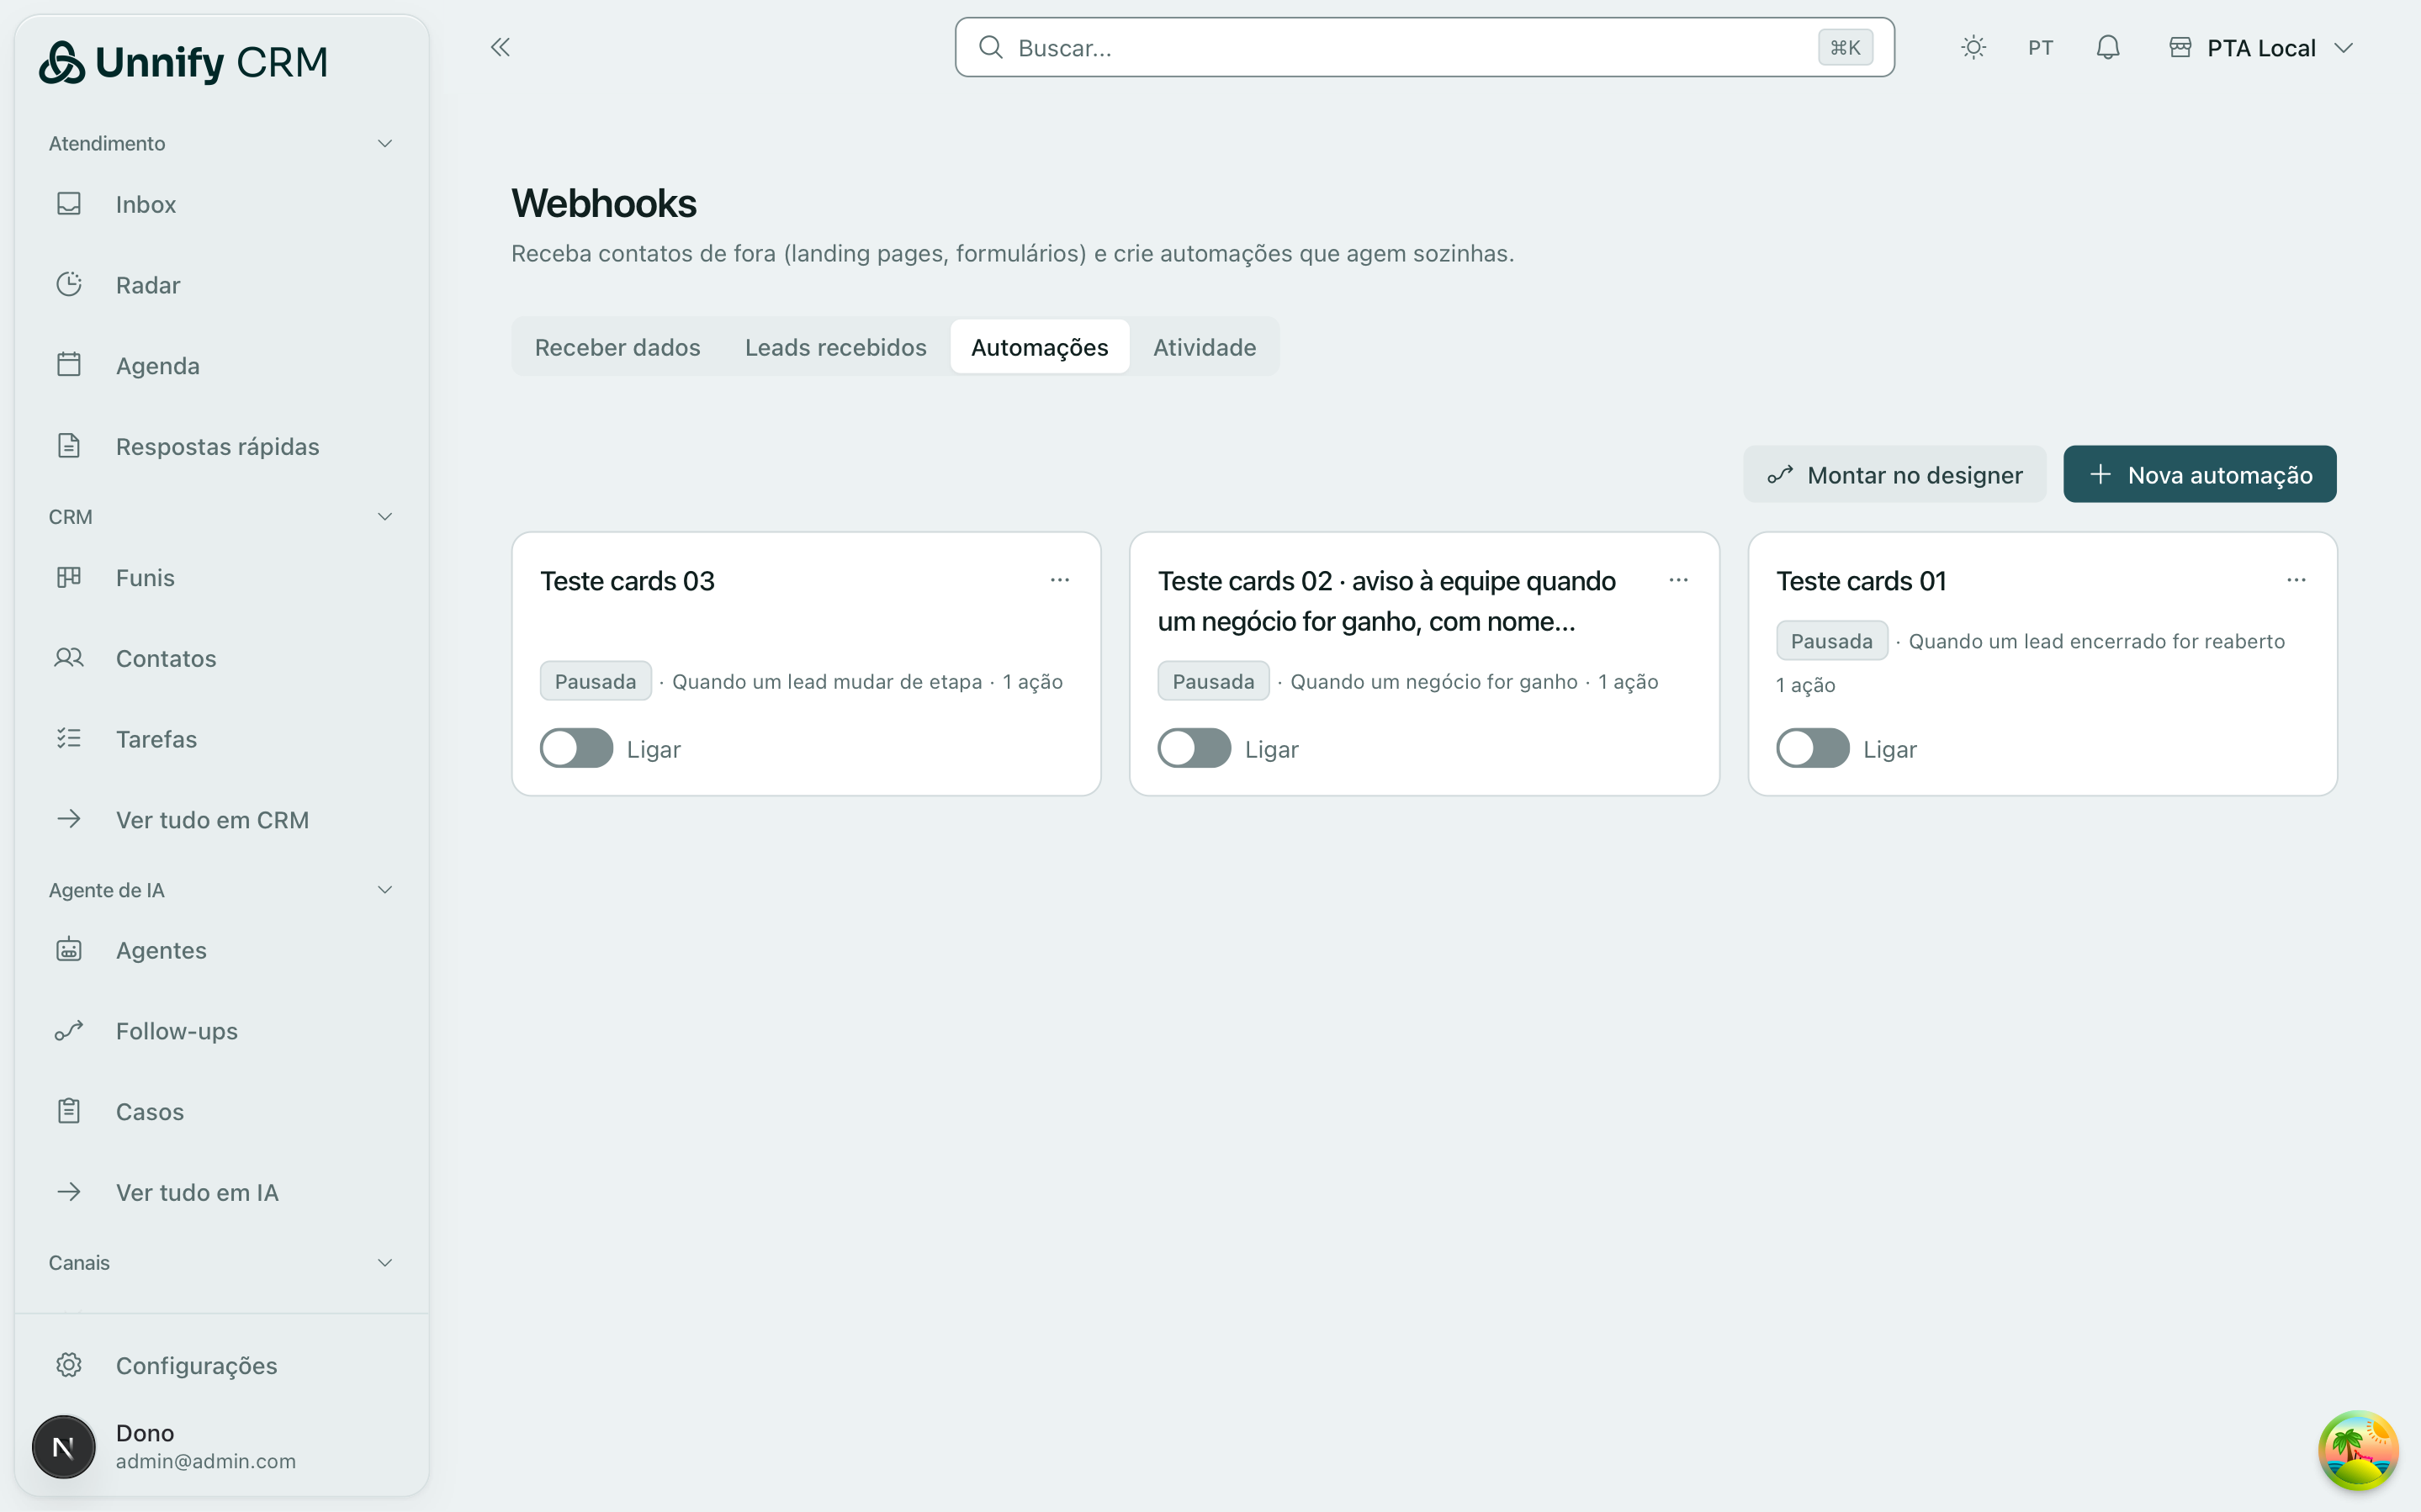 Unnify CRM
Buscar...
⌘K
PT
PTA Local
Atendimento
Inbox
Radar
Agenda
Respostas rápidas
CRM
Funis
Contatos
Tarefas
Ver tudo em CRM
Agente de IA
Agentes
Follow-ups
Casos
Ver tudo em IA
Canais
Configurações
N
Dono
admin@admin.com
Webhooks
Receba contatos de fora (landing pages, formulários) e crie automações que agem sozinhas.
Receber dados
Leads recebidos
Automações
Atividade
Montar no designer
Nova automação
Teste cards 03
Pausada · Quando um lead mudar de etapa · 1 ação
Ligar
Teste cards 02 · aviso à equipe quando
um negócio for ganho, com nome...
Pausada · Quando um negócio for ganho · 1 ação
Ligar
Teste cards 01
Pausada · Quando um lead encerrado for reaberto
1 ação
Ligar